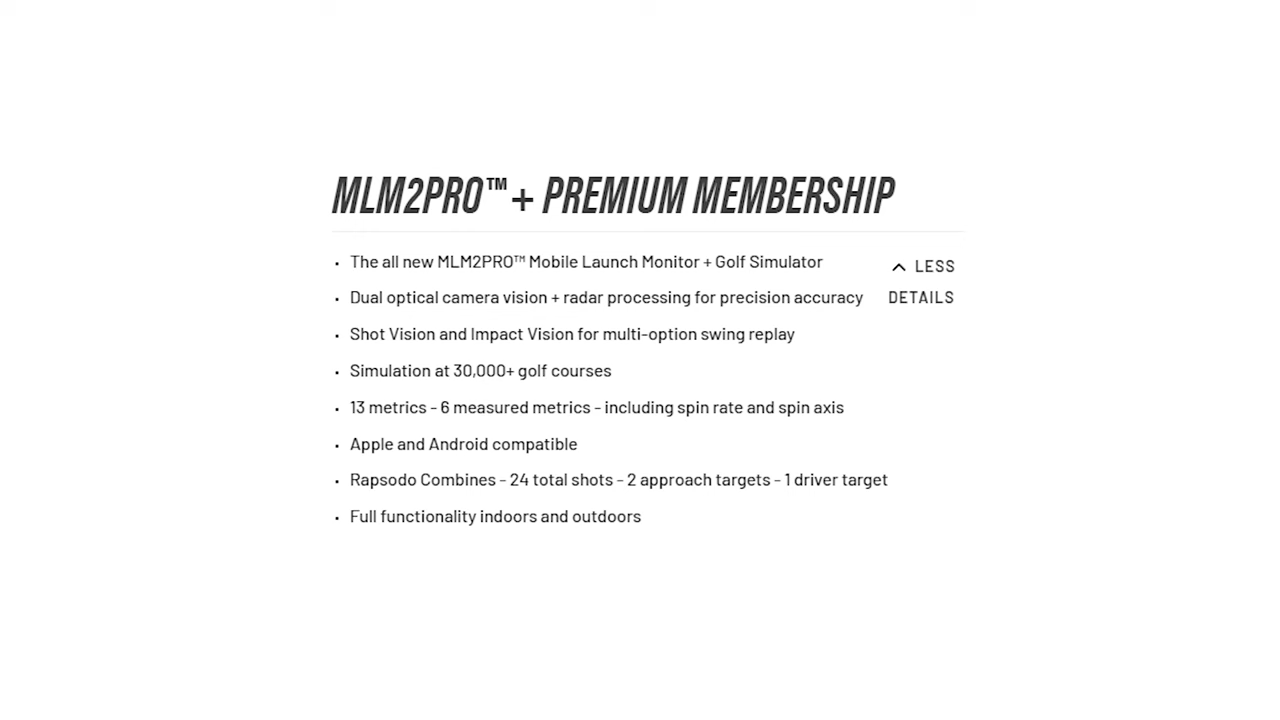 MLM2PRO™ + PREMIUM MEMBERSHIP
• The all new MLM2PRO™ Mobile Launch Monitor + Golf Simulator
• Dual optical camera vision + radar processing for precision accuracy
• Shot Vision and Impact Vision for multi-option swing replay
• Simulation at 30,000+ golf courses
• 13 metrics - 6 measured metrics - including spin rate and spin axis
• Apple and Android compatible
• Rapsodo Combines - 24 total shots - 2 approach targets - 1 driver target
• Full functionality indoors and outdoors
LESS
DETAILS